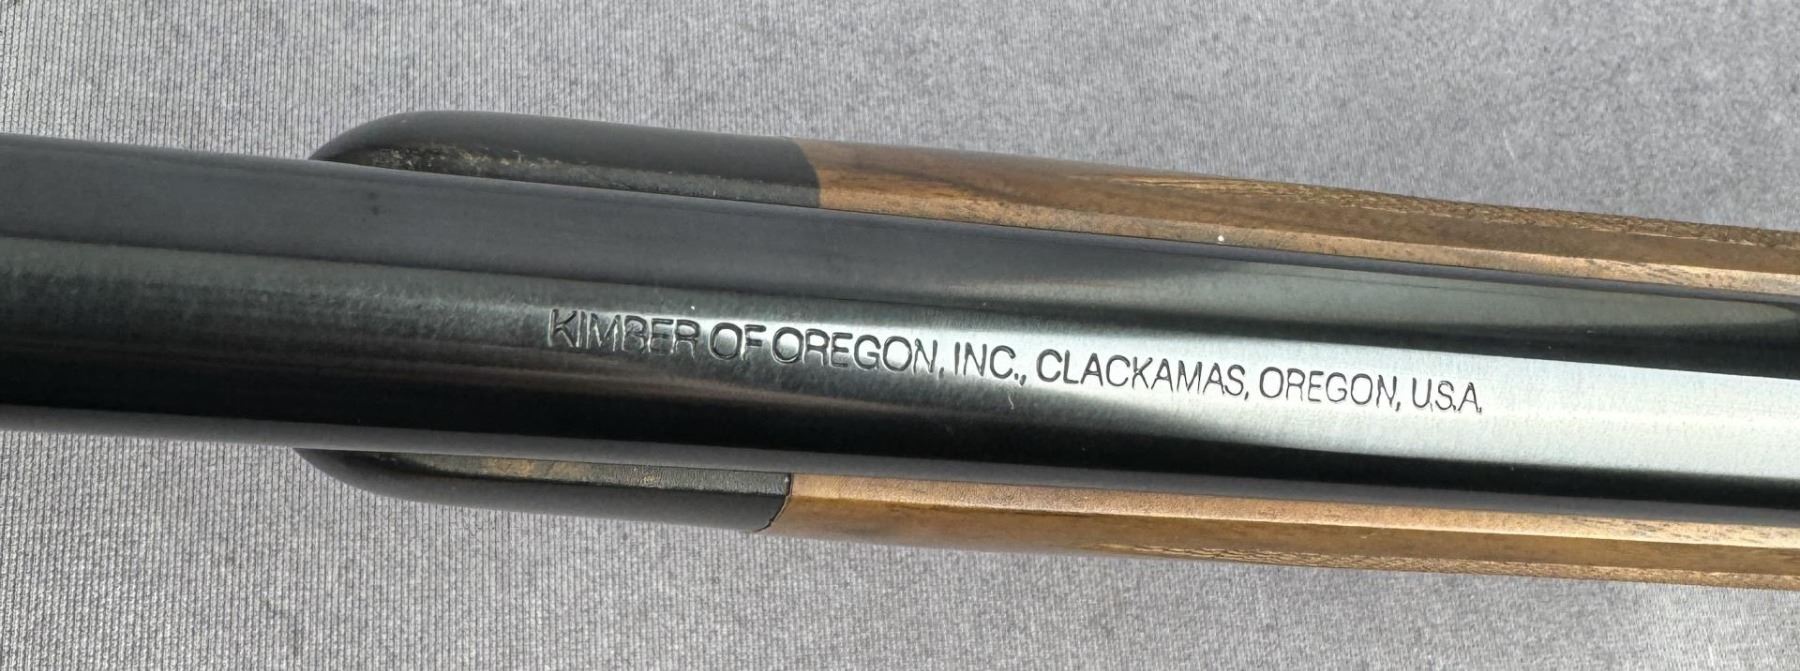 KIMBER OF OREGON, INC., CLACKAMAS, OREGON, U.S.A.